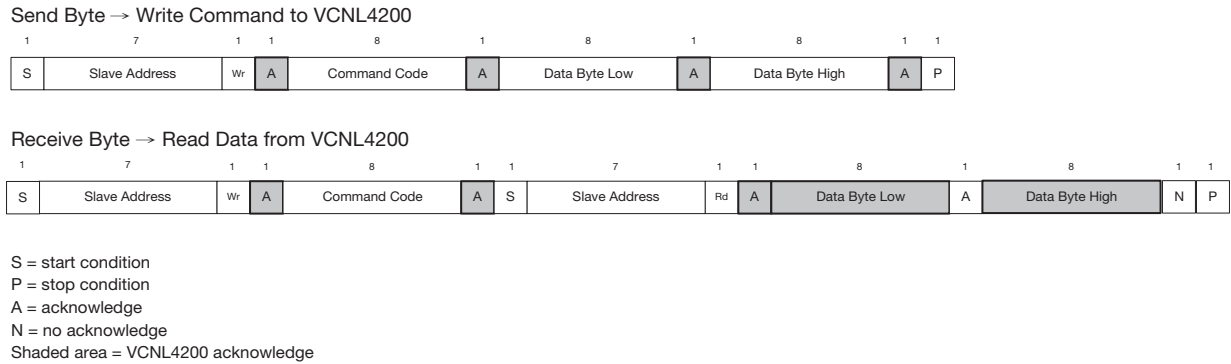 Send Byte → Write Command to VCNL4200
1 7 1 1 8 1 8 1 8 1 1
S Slave Address Wr A Command Code A Data Byte Low A Data Byte High A P
Receive Byte → Read Data from VCNL4200
1 7 1 1 8 1 1 7 1 1 8 1 8 1 1
S Slave Address Wr A Command Code A S Slave Address Rd A Data Byte Low A Data Byte High N P
S = start condition
P = stop condition
A = acknowledge
N = no acknowledge
Shaded area = VCNL4200 acknowledge